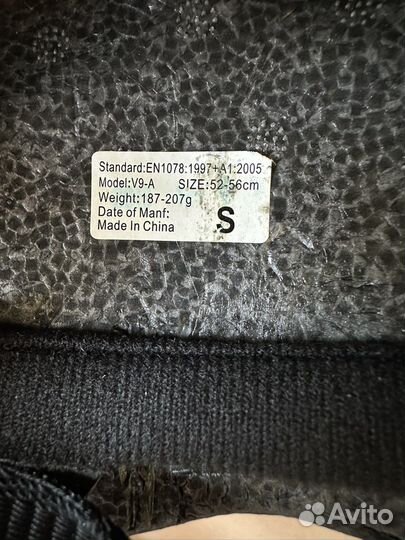 Standard:EN1078:1997+A1:2005
Model:V9-A SIZE:52-56cm
Weight:187-207g
Date of Manf:
Made In China
S
Avito